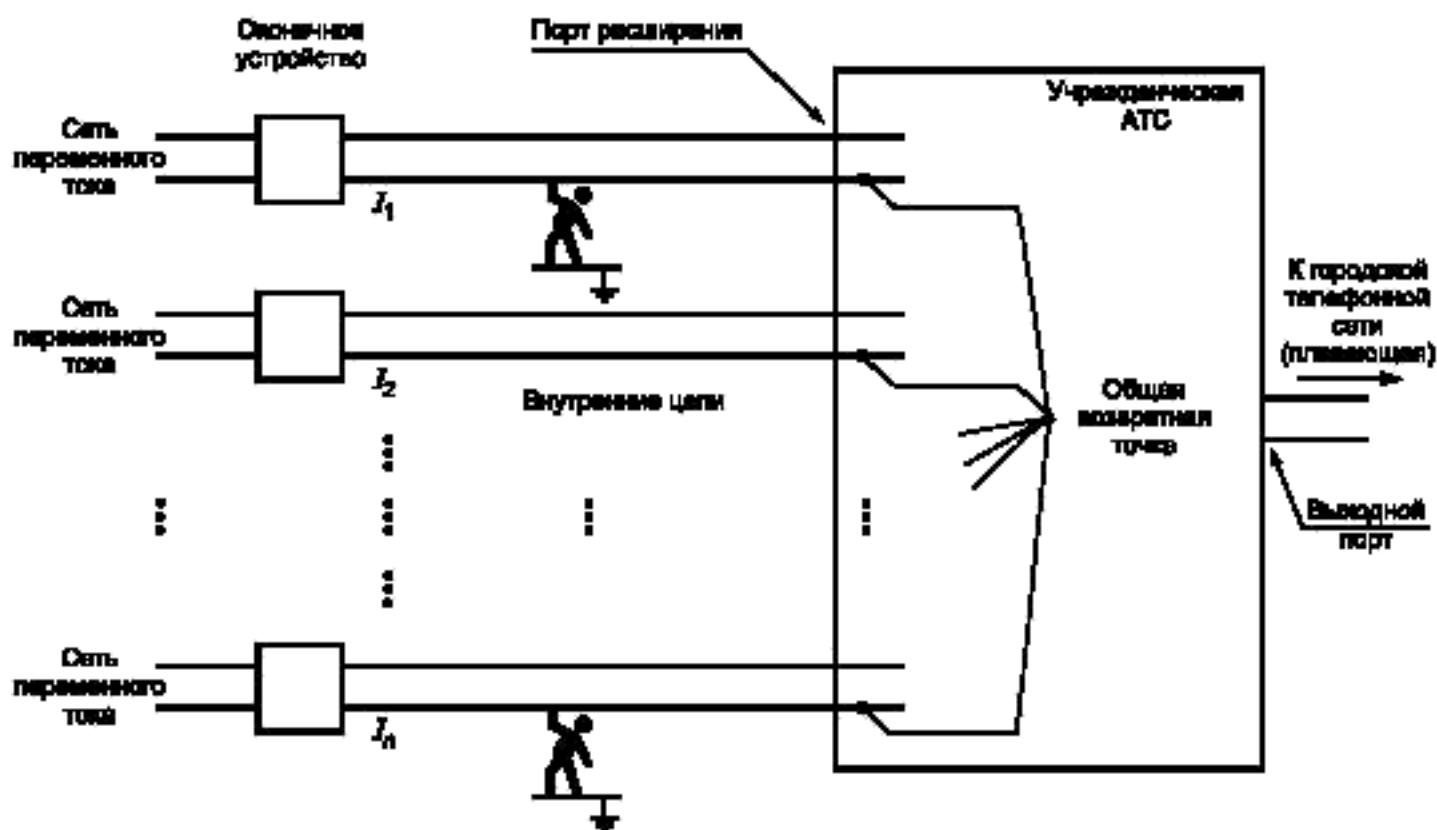 Оконечное
устройство
Порт расширения
Учрежденческая
АТС
Сеть
переменного
тока
I1
Сеть
переменного
тока
I2
Внутренние цепи
Общая
возвратная
точка
К городской
телефонной
сети
(плавающая)
Выходной
порт
Сеть
переменного
тока
In